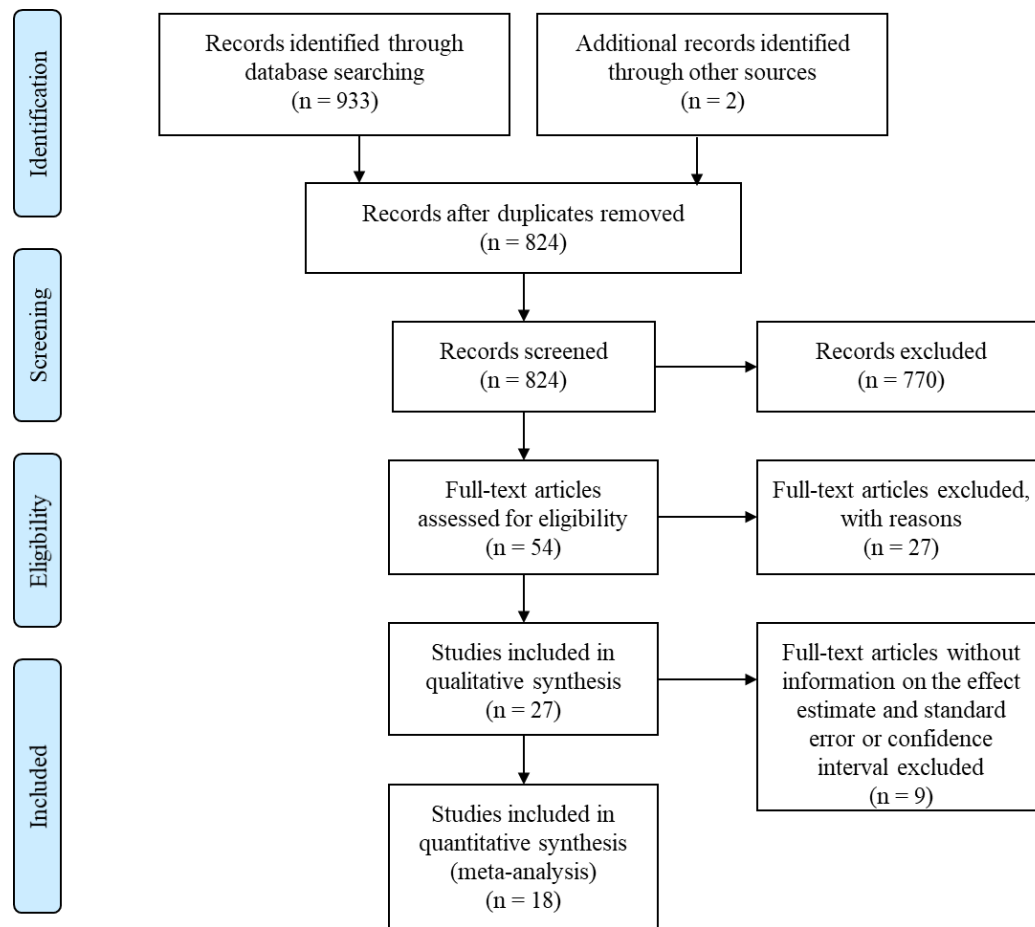 Identification
Records identified through
database searching
(n = 933)
Additional records identified
through other sources
(n = 2)
Records after duplicates removed
(n = 824)
Screening
Records screened
(n = 824)
Records excluded
(n = 770)
Eligibility
Full-text articles
assessed for eligibility
(n = 54)
Full-text articles excluded,
with reasons
(n = 27)
Included
Studies included in
qualitative synthesis
(n = 27)
Full-text articles without
information on the effect
estimate and standard
error or confidence
interval excluded
(n = 9)
Studies included in
quantitative synthesis
(meta-analysis)
(n = 18)